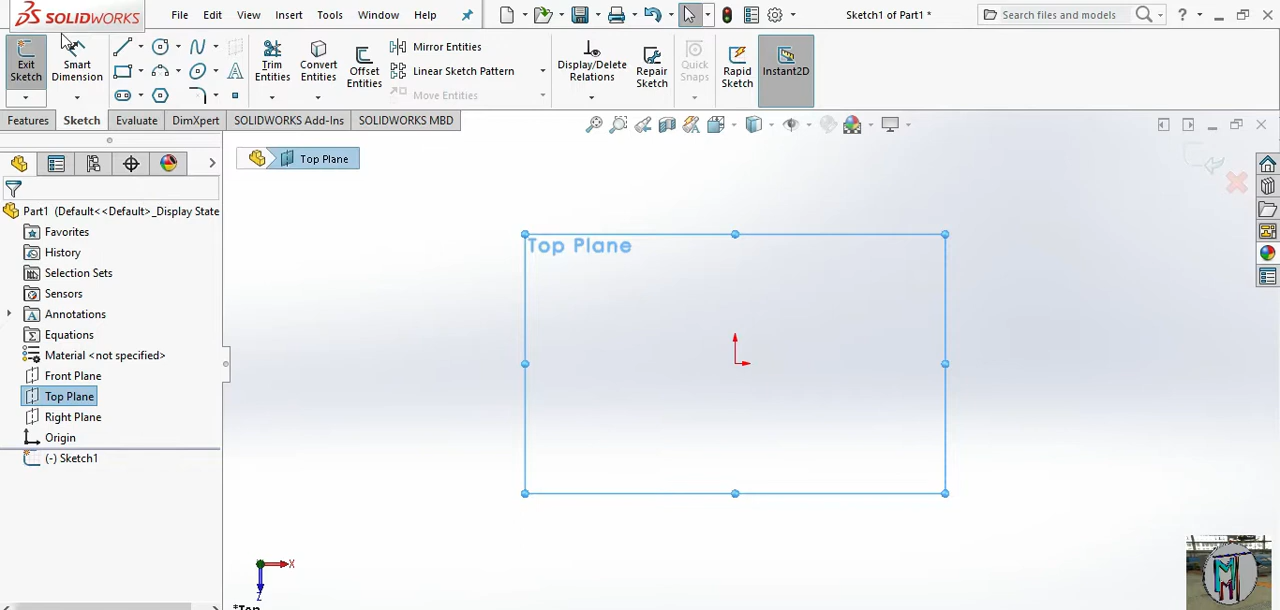 SOLIDWORKS File Edit View Insert Tools Window Help Sketch1 of Part1 * Search files and models ?
Exit Sketch
Smart Dimension
Trim Entities
Convert Entities
Offset Entities
Mirror Entities
Linear Sketch Pattern
Move Entities
Display/Delete Relations
Repair Sketch
Quick Snaps
Rapid Sketch
Instant2D
Features Sketch Evaluate DimXpert SOLIDWORKS Add-Ins SOLIDWORKS MBD
Top Plane
Part1 (Default<<Default>_Display State
Favorites
History
Selection Sets
Sensors
Annotations
Equations
Material <not specified>
Front Plane
Top Plane
Right Plane
Origin
(-) Sketch1
Top Plane
X
Z
*Top